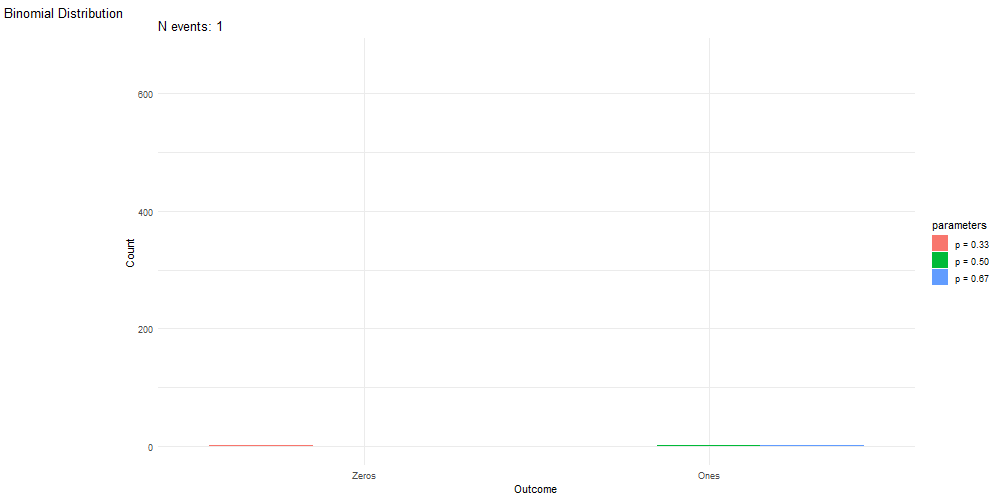 Binomial Distribution
N events: 1
600
400
200
0
Count
Zeros
Ones
Outcome
parameters
p = 0.33
p = 0.50
p = 0.67